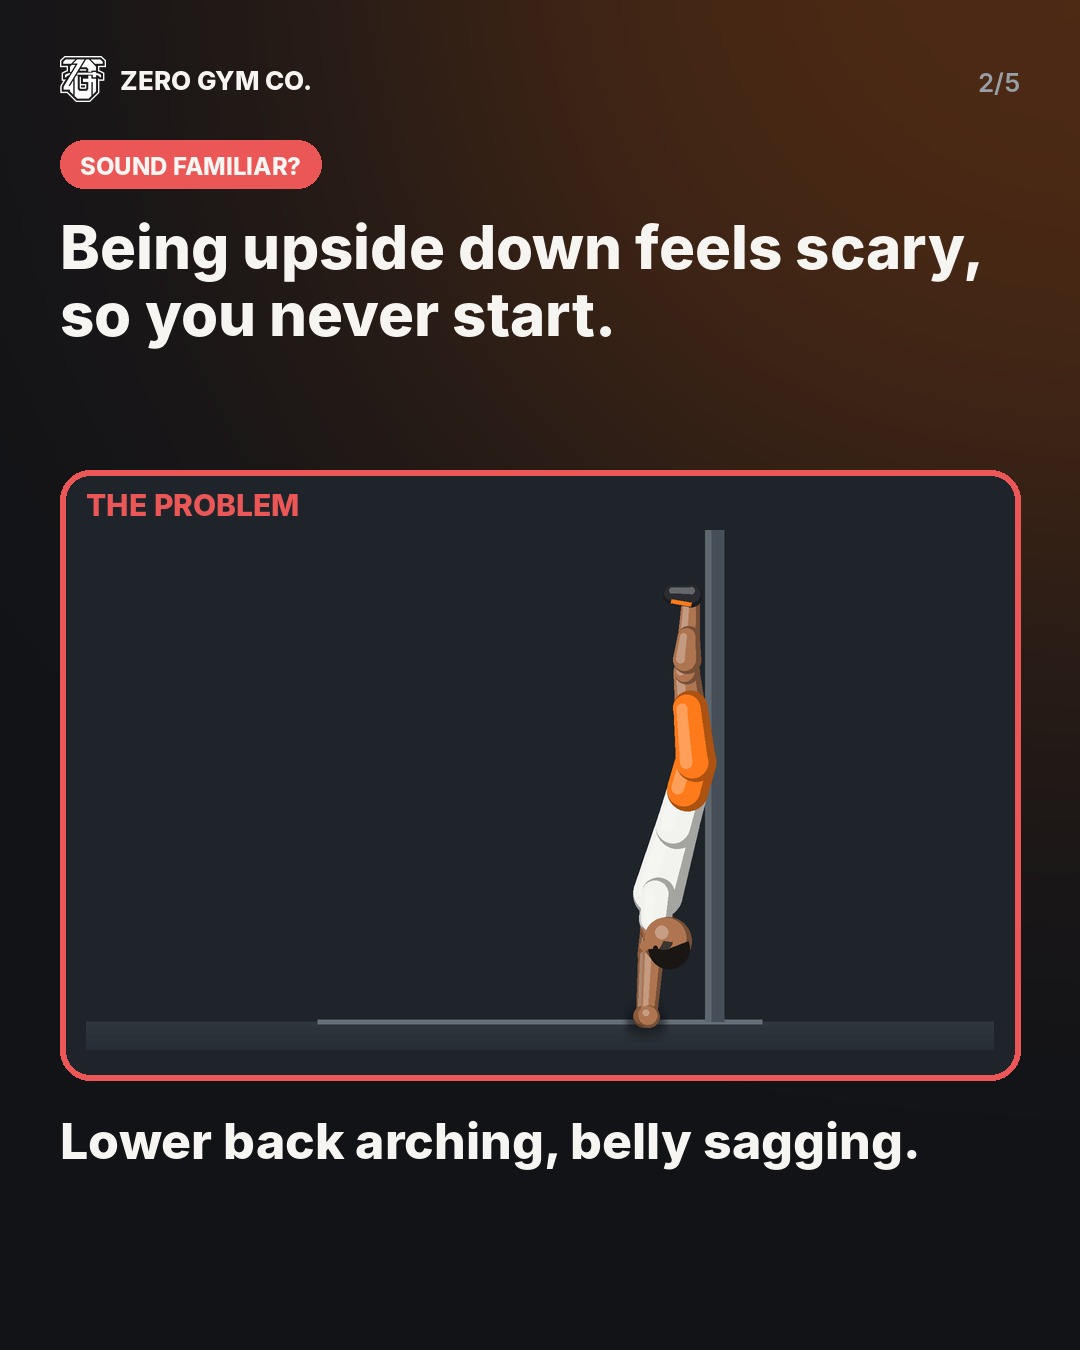 ZERO GYM CO.
2/5
SOUND FAMILIAR?
Being upside down feels scary,
so you never start.
THE PROBLEM
Lower back arching, belly sagging.